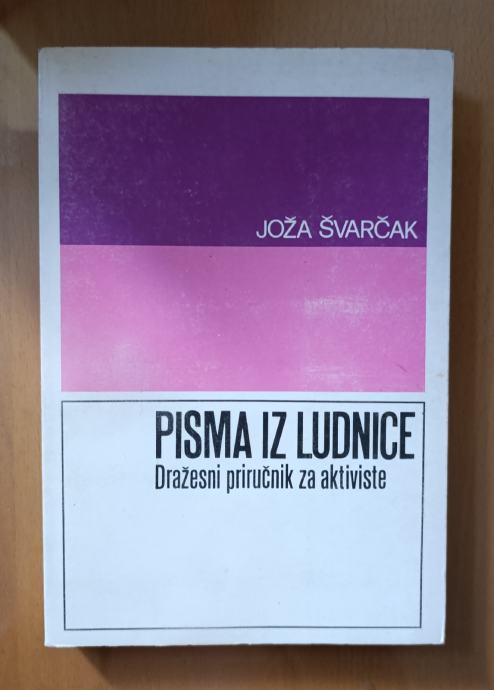 JOŽA ŠVARČAK
PISMA IZ LUDNICE
Dražesni priručnik za aktiviste